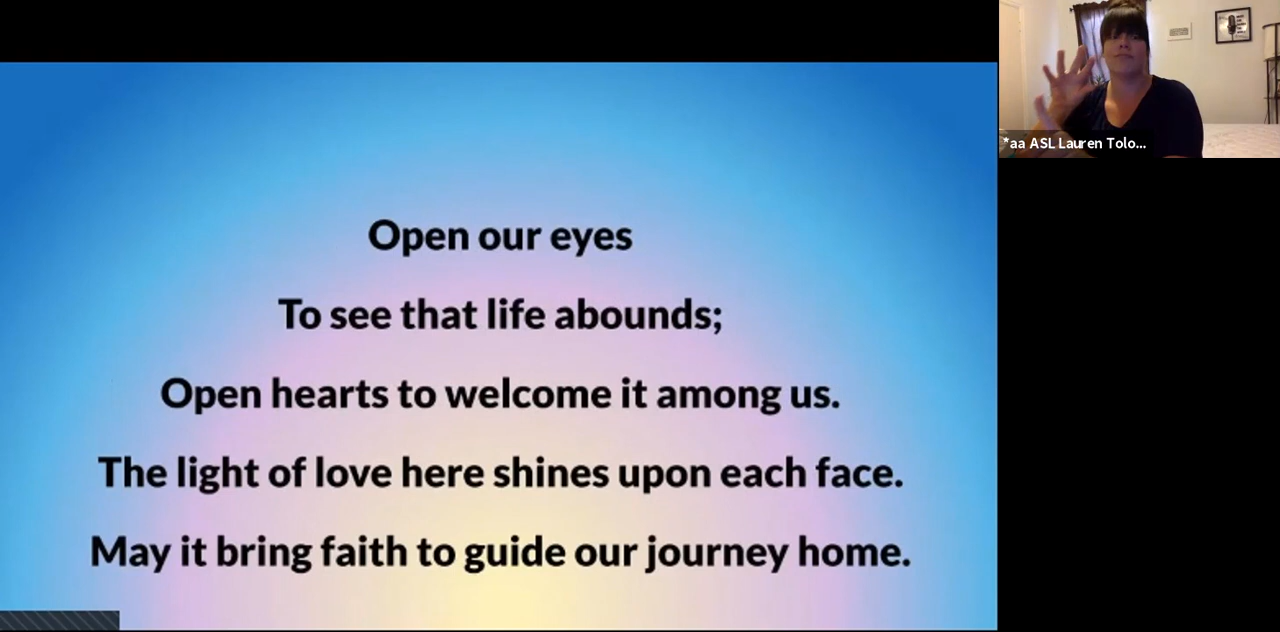 Open our eyes
To see that life abounds;
Open hearts to welcome it among us.
The light of love here shines upon each face.
May it bring faith to guide our journey home.
*aa ASL Lauren Tolo...